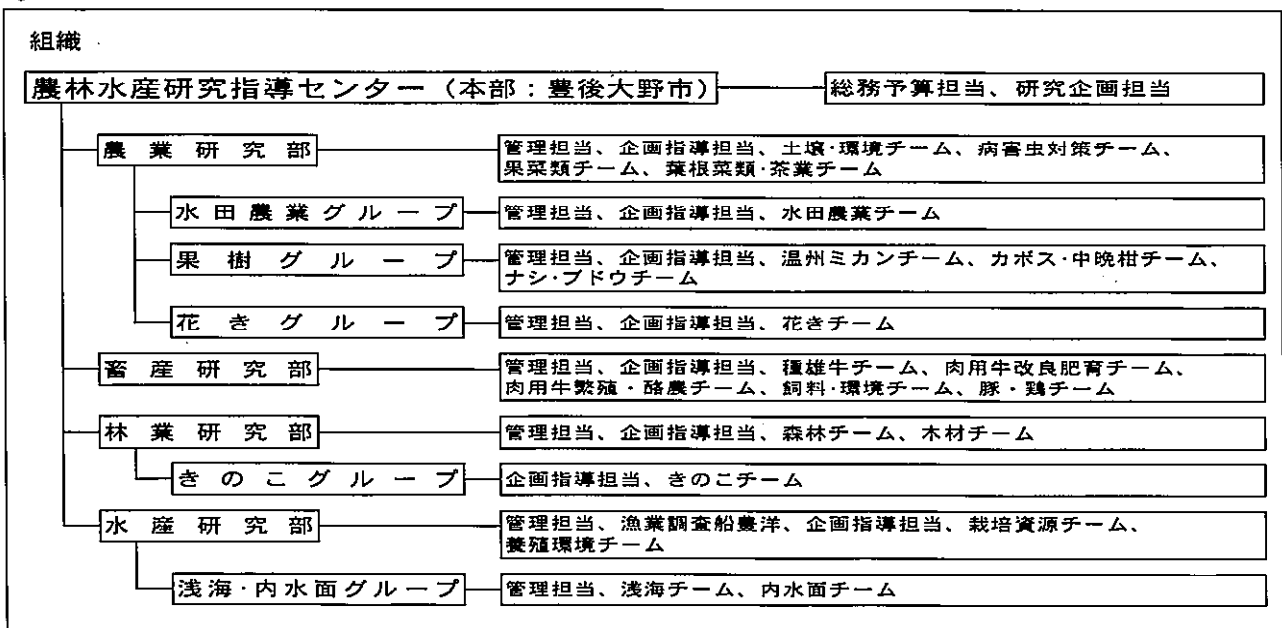 組織
農林水産研究指導センター（本部：豊後大野市）
総務予算担当、研究企画担当
農業研究部
管理担当、企画指導担当、土壌･環境チーム、病害虫対策チーム、
果菜類チーム、葉根菜類･茶業チーム
水田農業グループ
管理担当、企画指導担当、水田農業チーム
果樹グループ
管理担当、企画指導担当、温州ミカンチーム、カボス･中晩柑チーム、
ナシ･ブドウチーム
花きグループ
管理担当、企画指導担当、花きチーム
畜産研究部
管理担当、企画指導担当、種雄牛チーム、肉用牛改良肥育チーム、
肉用牛繁殖・酪農チーム、飼料･環境チーム、豚・鶏チーム
林業研究部
管理担当、企画指導担当、森林チーム、木材チーム
きのこグループ
企画指導担当、きのこチーム
水産研究部
管理担当、漁業調査船豊洋、企画指導担当、栽培資源チーム、
養殖環境チーム
浅海･内水面グループ
管理担当、浅海チーム、内水面チーム